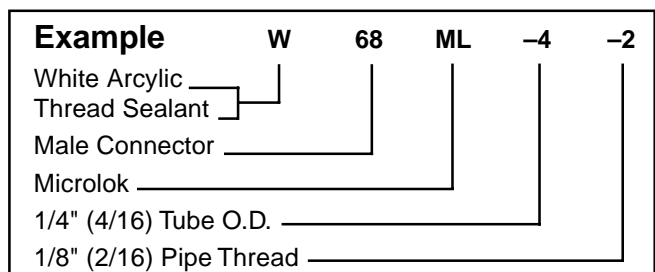 Example W 68 ML –4 –2
White Arcylic
Thread Sealant
Male Connector
Microlok
1/4" (4/16) Tube O.D.
1/8" (2/16) Pipe Thread